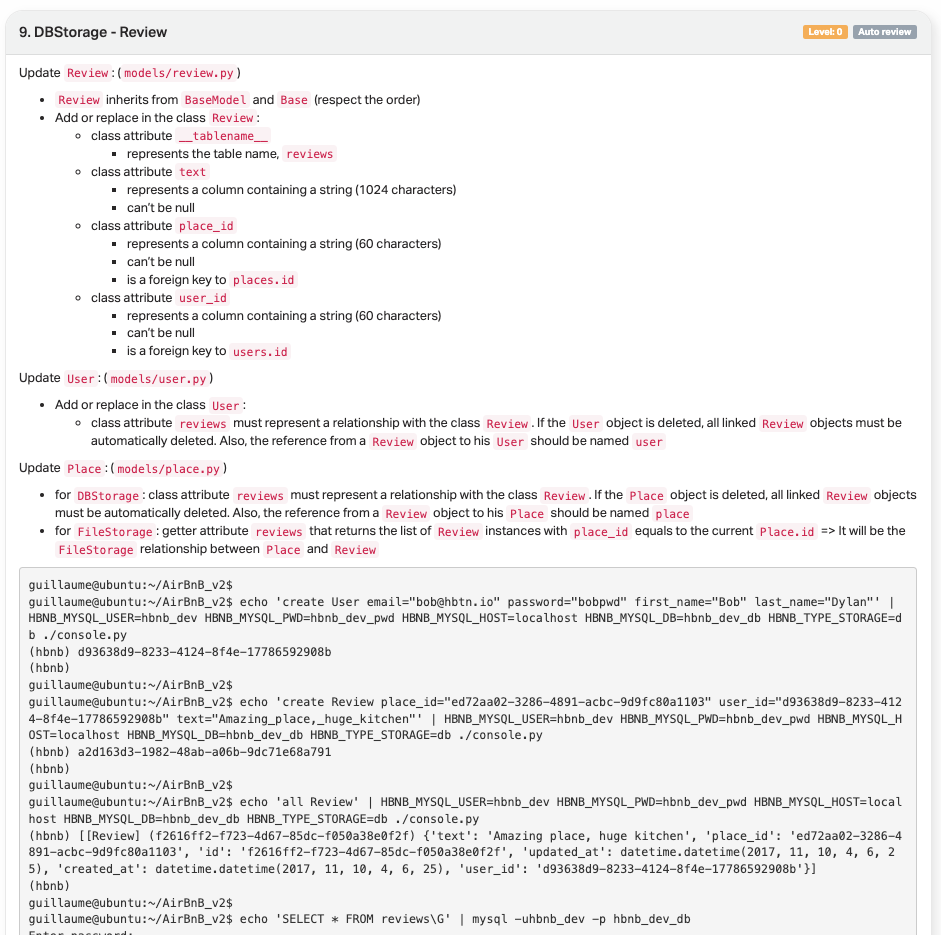 9. DBStorage - Review
Level: 0
Auto review
Update Review: (models/review.py)
Review inherits from BaseModel and Base (respect the order)
Add or replace in the class Review:
class attribute __tablename__
represents the table name, reviews
class attribute text
represents a column containing a string (1024 characters)
can't be null
class attribute place_id
represents a column containing a string (60 characters)
can't be null
is a foreign key to places.id
class attribute user_id
represents a column containing a string (60 characters)
can't be null
is a foreign key to users.id
Update User: (models/user.py)
Add or replace in the class User:
class attribute reviews must represent a relationship with the class Review. If the User object is deleted, all linked Review objects must be
automatically deleted. Also, the reference from a Review object to his User should be named user
Update Place: (models/place.py)
for DBStorage: class attribute reviews must represent a relationship with the class Review. If the Place object is deleted, all linked Review objects
must be automatically deleted. Also, the reference from a Review object to his Place should be named place
for FileStorage: getter attribute reviews that returns the list of Review instances with place_id equals to the current Place.id => It will be the
FileStorage relationship between Place and Review
guillaume@ubuntu:~/AirBnB_v2$
guillaume@ubuntu:~/AirBnB_v2$ echo 'create User email="bob@hbtn.io" password="bobpwd" first_name="Bob" last_name="Dylan"' |
HBNB_MYSQL_USER=hbnb_dev HBNB_MYSQL_PWD=hbnb_dev_pwd HBNB_MYSQL_HOST=localhost HBNB_MYSQL_DB=hbnb_dev_db HBNB_TYPE_STORAGE=d
b ./console.py
(hbnb) d93638d9-8233-4124-8f4e-17786592908b
(hbnb)
guillaume@ubuntu:~/AirBnB_v2$
guillaume@ubuntu:~/AirBnB_v2$ echo 'create Review place_id="ed72aa02-3286-4891-acbc-9d9fc80a1103" user_id="d93638d9-8233-412
4-8f4e-17786592908b" text="Amazing_place,_huge_kitchen"' | HBNB_MYSQL_USER=hbnb_dev HBNB_MYSQL_PWD=hbnb_dev_pwd HBNB_MYSQL_H
OST=localhost HBNB_MYSQL_DB=hbnb_dev_db HBNB_TYPE_STORAGE=db ./console.py
(hbnb) a2d163d3-1982-48ab-a06b-9dc71e68a791
(hbnb)
guillaume@ubuntu:~/AirBnB_v2$
guillaume@ubuntu:~/AirBnB_v2$ echo 'all Review' | HBNB_MYSQL_USER=hbnb_dev HBNB_MYSQL_PWD=hbnb_dev_pwd HBNB_MYSQL_HOST=local
host HBNB_MYSQL_DB=hbnb_dev_db HBNB_TYPE_STORAGE=db ./console.py
(hbnb) [[Review] (f2616ff2-f723-4d67-85dc-f050a38e0f2f) {'text': 'Amazing place, huge kitchen', 'place_id': 'ed72aa02-3286-4
891-acbc-9d9fc80a1103', 'id': 'f2616ff2-f723-4d67-85dc-f050a38e0f2f', 'updated_at': datetime.datetime(2017, 11, 10, 4, 6, 2
5), 'created_at': datetime.datetime(2017, 11, 10, 4, 6, 25), 'user_id': 'd93638d9-8233-4124-8f4e-17786592908b'}]
(hbnb)
guillaume@ubuntu:~/AirBnB_v2$
guillaume@ubuntu:~/AirBnB_v2$ echo 'SELECT * FROM reviews\G' | mysql -uhbnb_dev -p hbnb_dev_db